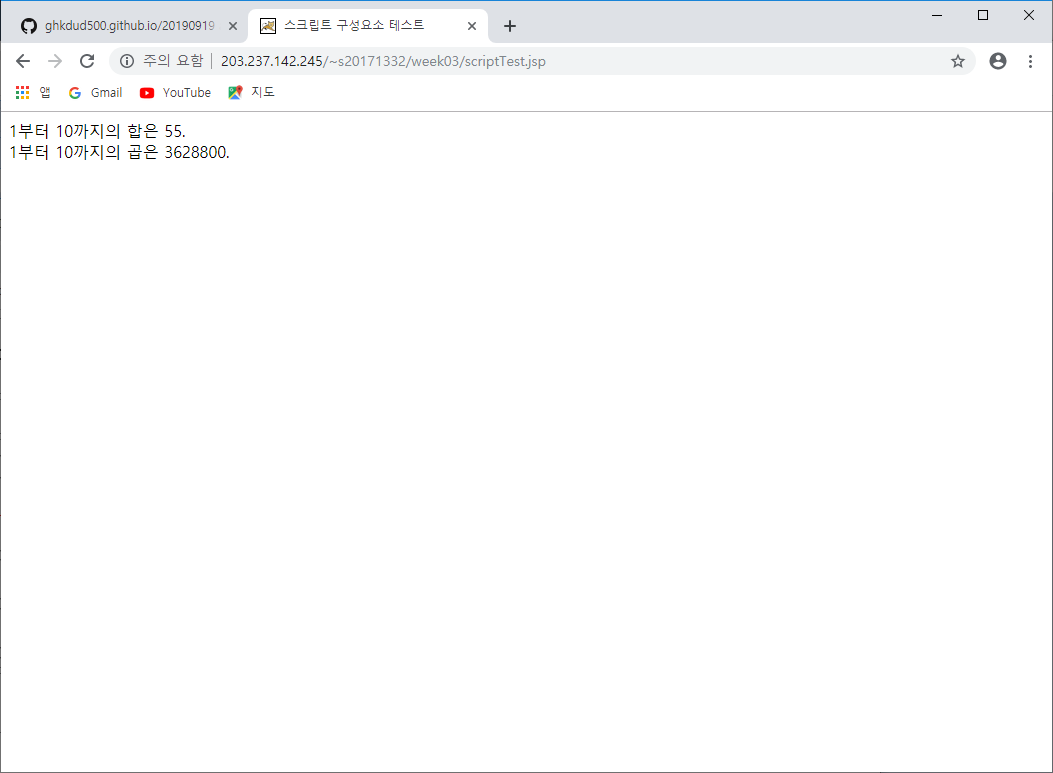 ghkdud500.github.io/20190919
스크립트 구성요소 테스트
주의 요함 | 203.237.142.245/~s20171332/week03/scriptTest.jsp
앱 Gmail YouTube 지도
1부터 10까지의 합은 55.
1부터 10까지의 곱은 3628800.